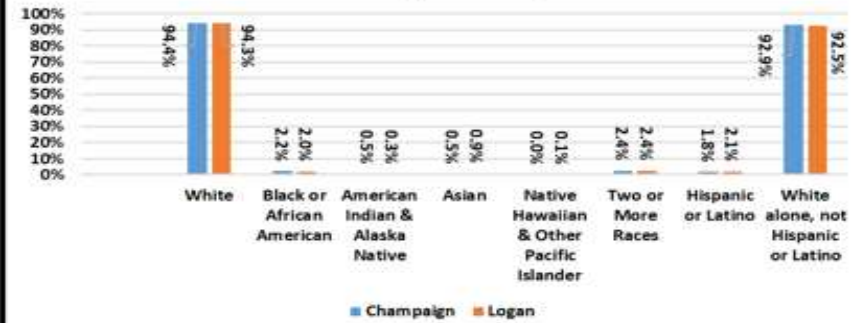 100%
90%
80%
70%
60%
50%
40%
30%
20%
10%
0%
94.4%
94.3%
2.2%
2.0%
0.5%
0.3%
0.5%
0.9%
0.0%
0.1%
2.4%
2.4%
1.8%
2.1%
92.9%
92.5%
White
Black or
African
American
American
Indian &
Alaska
Native
Asian
Native
Hawaiian
& Other
Pacific
Islander
Two or
More
Races
Hispanic
or Latino
White
alone, not
Hispanic
or Latino
Champaign
Logan